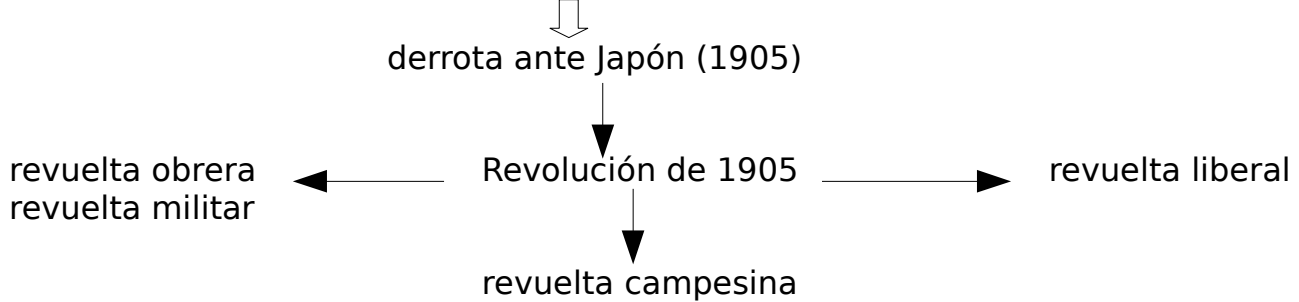 derrota ante Japón (1905)
revuelta obrera
revuelta militar
Revolución de 1905
revuelta liberal
revuelta campesina